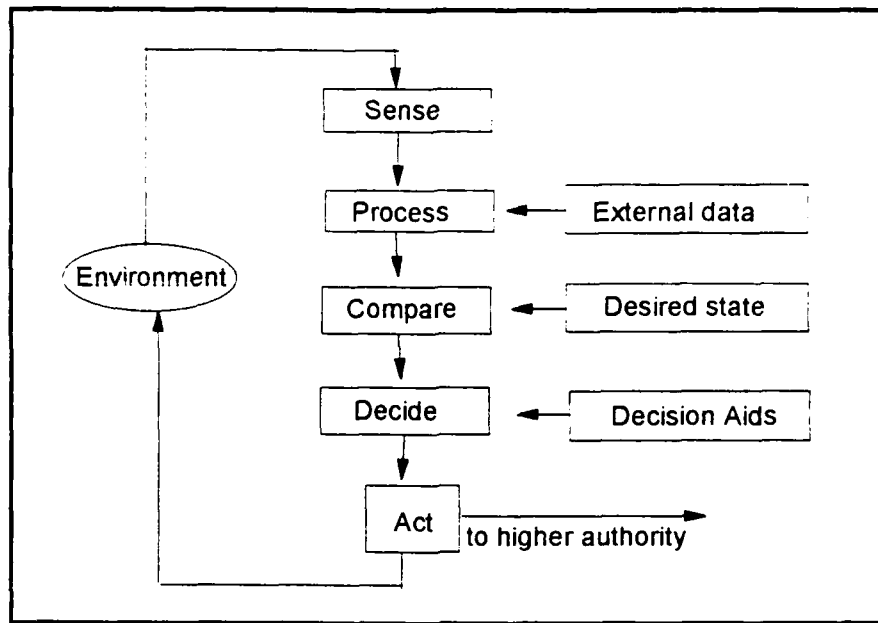 Sense
Process
External data
Environment
Compare
Desired state
Decide
Decision Aids
Act
to higher authority